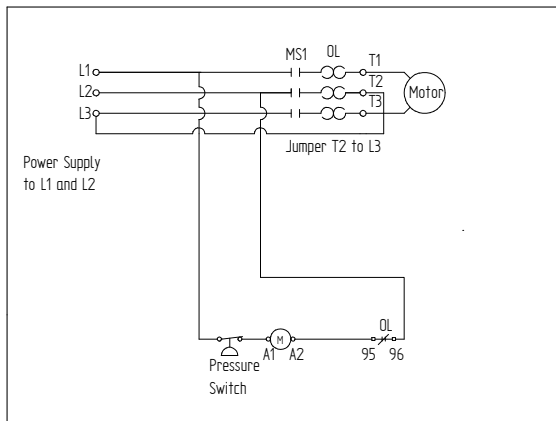 MS1 OL T1
L1
L2 T2 Motor
L3 T3
Jumper T2 to L3
Power Supply
to L1 and L2
OL
M
A1 A2 95 96
Pressure
Switch